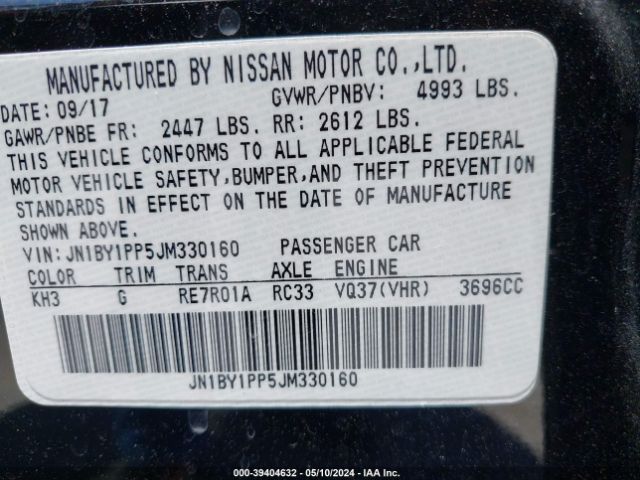 MANUFACTURED BY NISSAN MOTOR CO.,LTD.
DATE: 09/17 GVWR/PNBV: 4993 LBS.
GAWR/PNBE FR: 2447 LBS. RR: 2612 LBS.
THIS VEHICLE CONFORMS TO ALL APPLICABLE FEDERAL
MOTOR VEHICLE SAFETY,BUMPER,AND THEFT PREVENTION
STANDARDS IN EFFECT ON THE DATE OF MANUFACTURE
SHOWN ABOVE.
VIN: JN1BY1PP5JM330160 PASSENGER CAR
COLOR TRIM TRANS AXLE ENGINE
KH3 G RE7R01A RC33 VQ37(VHR) 3696CC
JN1BY1PP5JM330160
000-39404632 - 05/10/2024 - IAA Inc.